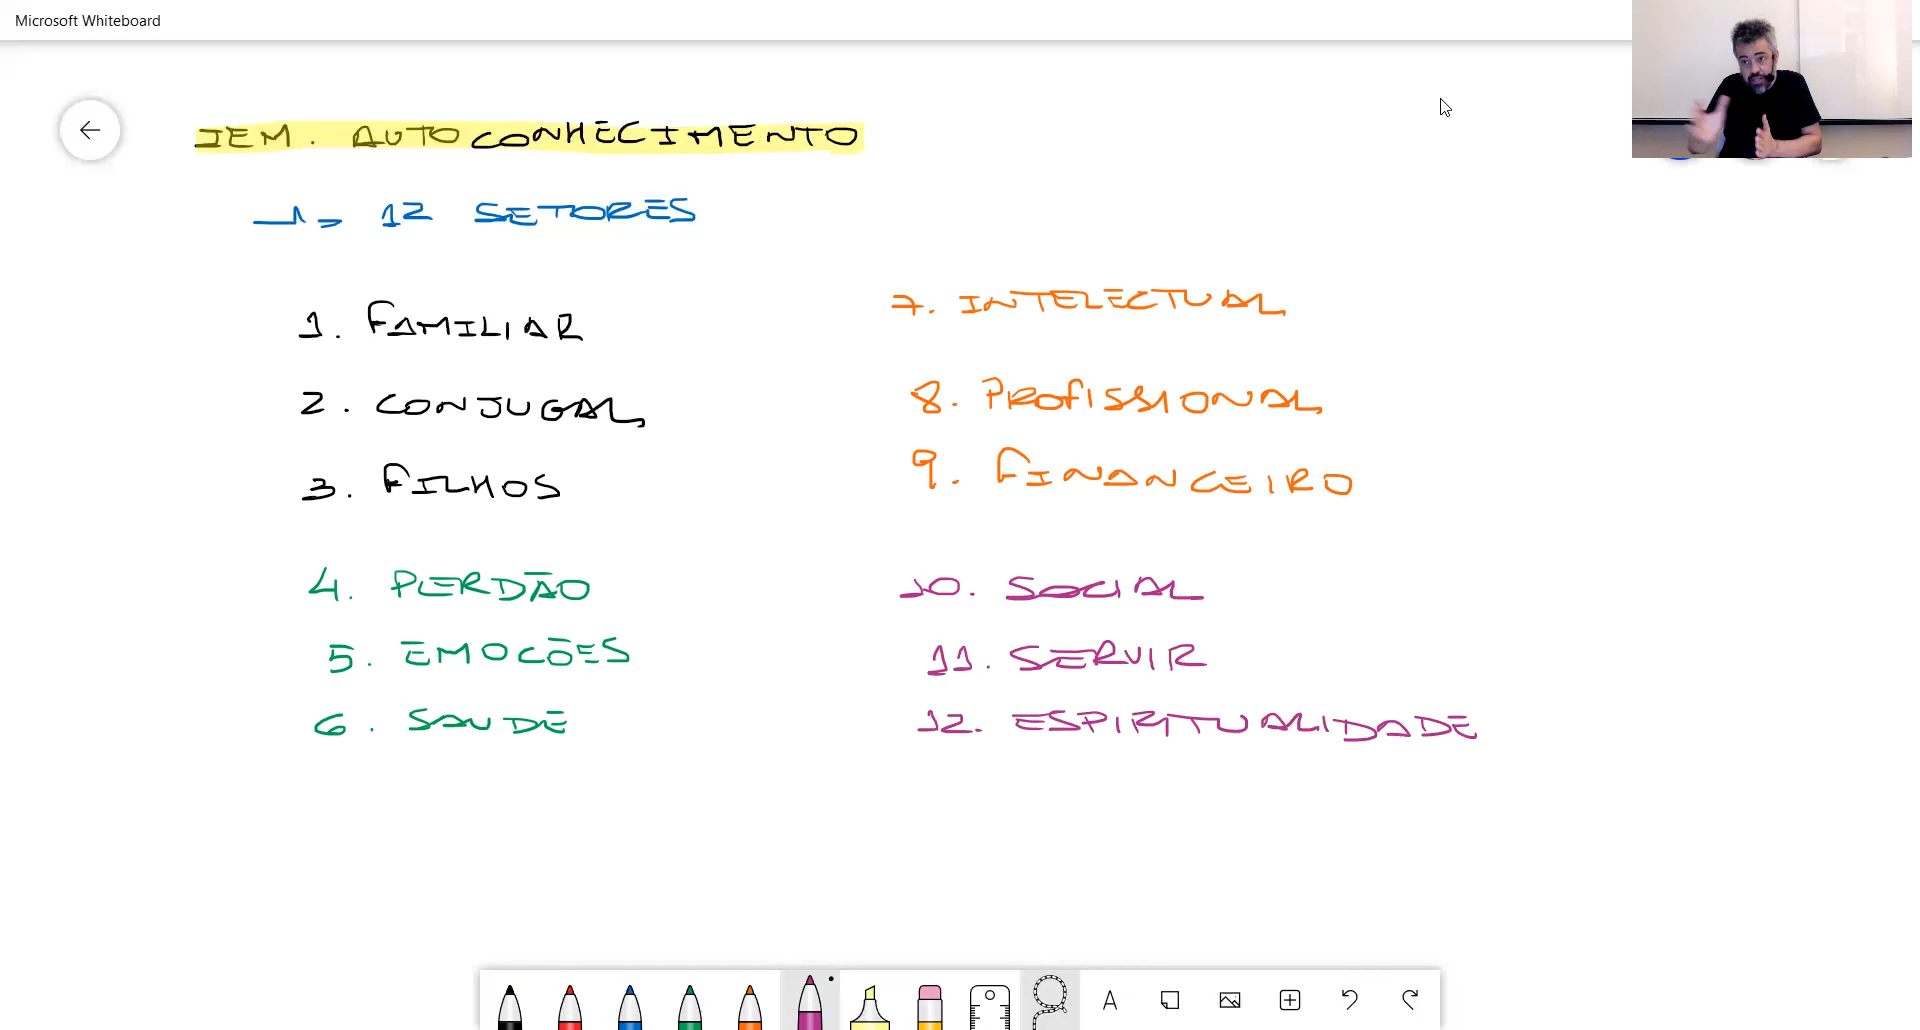 Microsoft Whiteboard
IEM. AUTOCONHECIMENTO
12 SETORES
1. FAMILIAR
2. CONJUGAL
3. FILHOS
4. PERDÃO
5. EMOCÕES
6. SAUDE
7. INTELECTUAL
8. PROFISSIONAL
9. FINANCEIRO
10. SOCIAL
11. SERVIR
12. ESPIRITUALIDADE
A